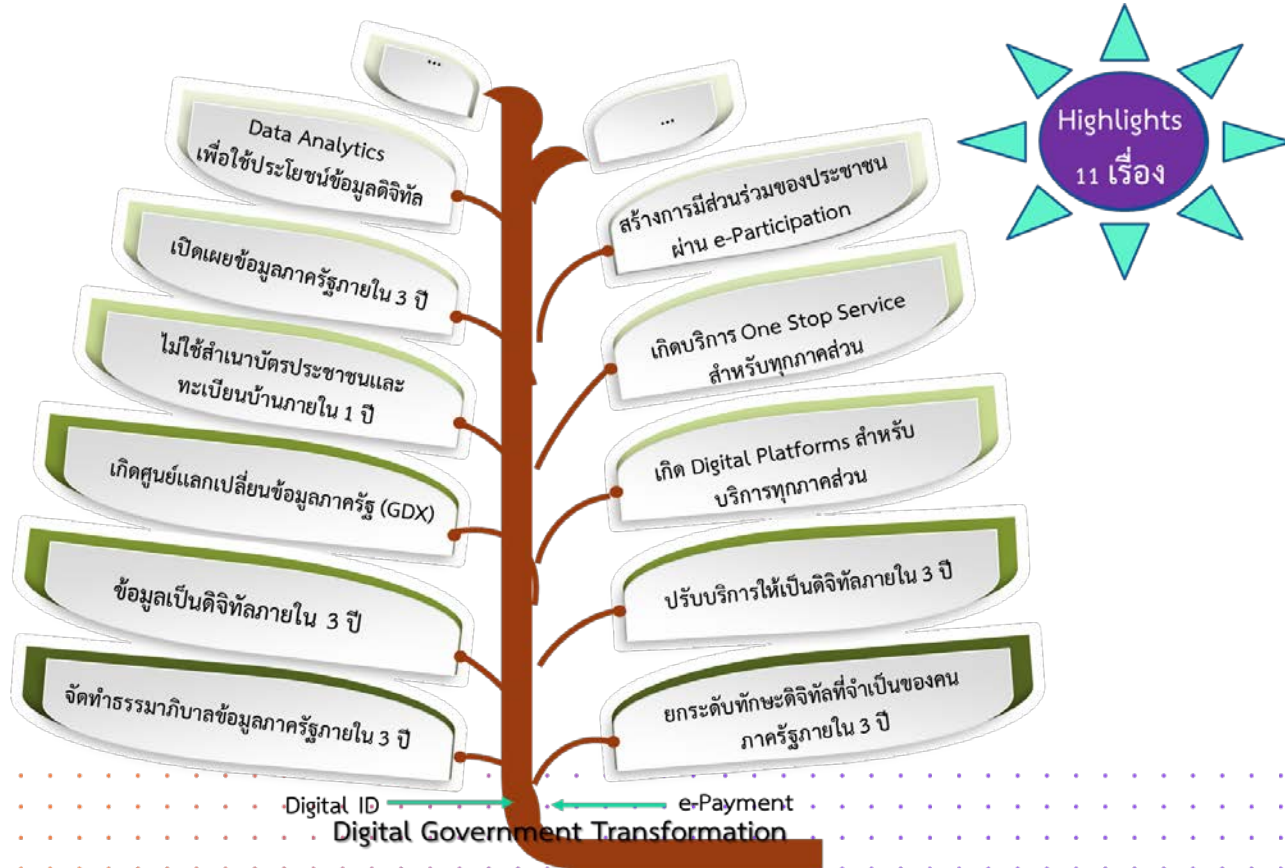 ...
Data Analytics
เพื่อใช้ประโยชน์ข้อมูลดิจิทัล
เปิดเผยข้อมูลภาครัฐภายใน 3 ปี
ไม่ใช้สำเนาบัตรประชาชนและ
ทะเบียนบ้านภายใน 1 ปี
เกิดศูนย์แลกเปลี่ยนข้อมูลภาครัฐ (GDX)
ข้อมูลเป็นดิจิทัลภายใน 3 ปี
จัดทำธรรมาภิบาลข้อมูลภาครัฐภายใน 3 ปี
...
สร้างการมีส่วนร่วมของประชาชน
ผ่าน e-Participation
เกิดบริการ One Stop Service
สำหรับทุกภาคส่วน
เกิด Digital Platforms สำหรับ
บริการทุกภาคส่วน
ปรับบริการให้เป็นดิจิทัลภายใน 3 ปี
ยกระดับทักษะดิจิทัลที่จำเป็นของคน
ภาครัฐภายใน 3 ปี
Highlights
11 เรื่อง
Digital ID
e-Payment
Digital Government Transformation